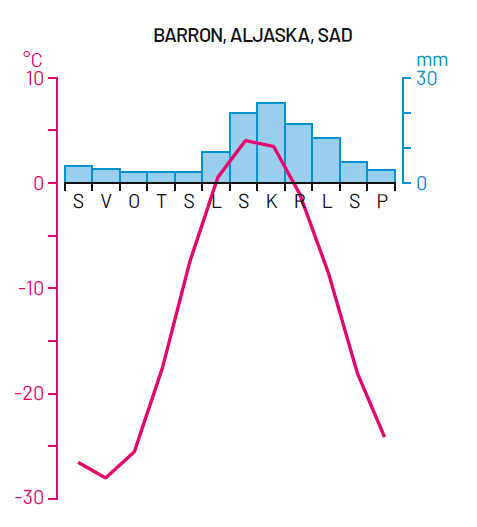 BARRON, ALJASKA, SAD
°C mm
10 30
0 0
S V O T S L S K R L S P
-10
-20
-30